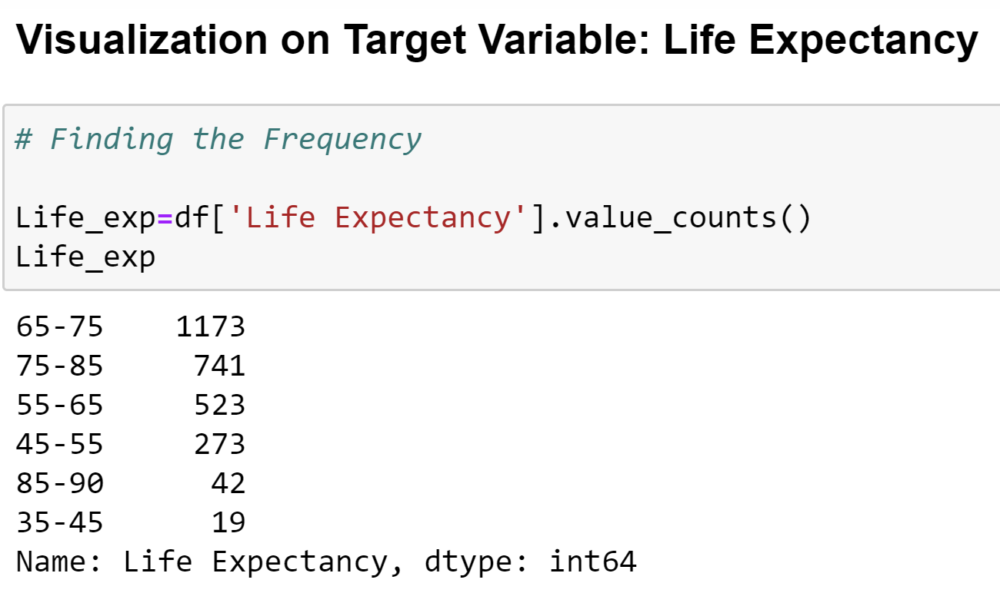 Visualization on Target Variable: Life Expectancy
# Finding the Frequency
Life_exp=df['Life Expectancy'].value_counts()
Life_exp
65-75    1173
75-85     741
55-65     523
45-55     273
85-90      42
35-45      19
Name: Life Expectancy, dtype: int64